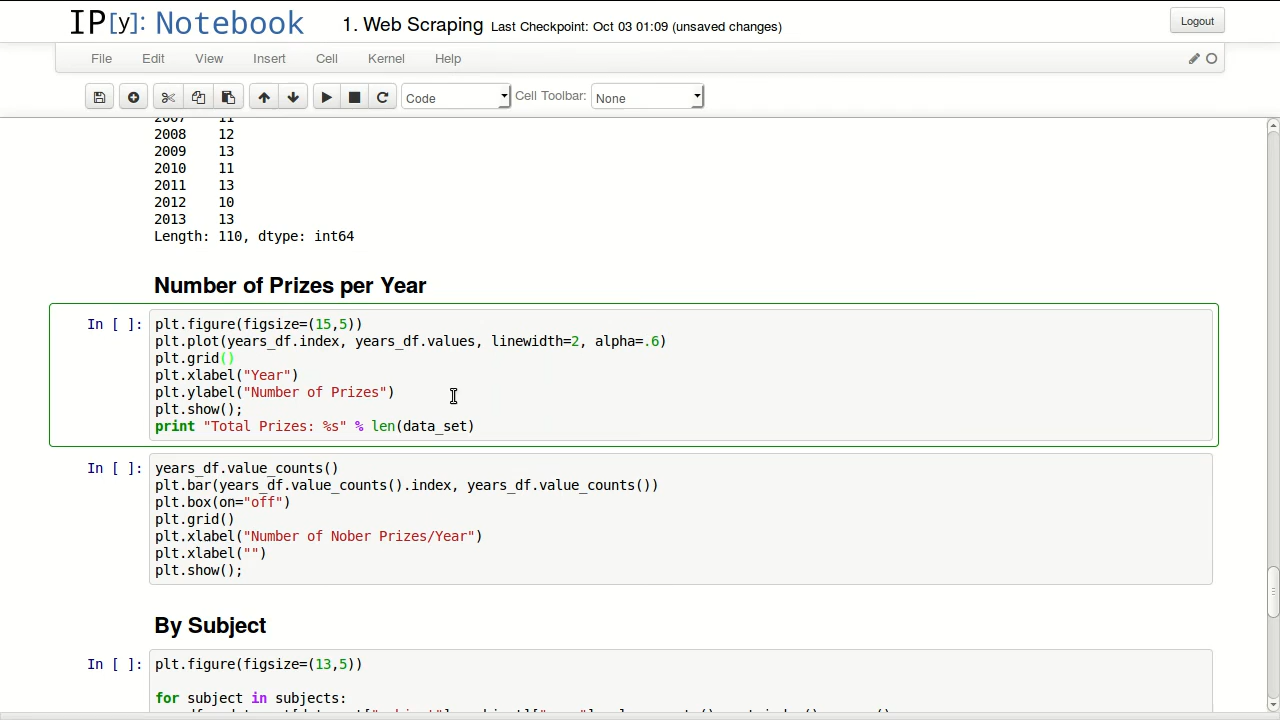 IP[y]: Notebook 1. Web Scraping Last Checkpoint: Oct 03 01:09 (unsaved changes) Logout
File Edit View Insert Cell Kernel Help
Code Cell Toolbar: None
2007 11
2008 12
2009 13
2010 11
2011 13
2012 10
2013 13
Length: 110, dtype: int64
Number of Prizes per Year
In [ ]: plt.figure(figsize=(15,5))
plt.plot(years_df.index, years_df.values, linewidth=2, alpha=.6)
plt.grid()
plt.xlabel("Year")
plt.ylabel("Number of Prizes")
plt.show();
print "Total Prizes: %s" % len(data_set)
In [ ]: years_df.value_counts()
plt.bar(years_df.value_counts().index, years_df.value_counts())
plt.box(on="off")
plt.grid()
plt.xlabel("Number of Nober Prizes/Year")
plt.xlabel("")
plt.show();
By Subject
In [ ]: plt.figure(figsize=(13,5))
for subject in subjects: